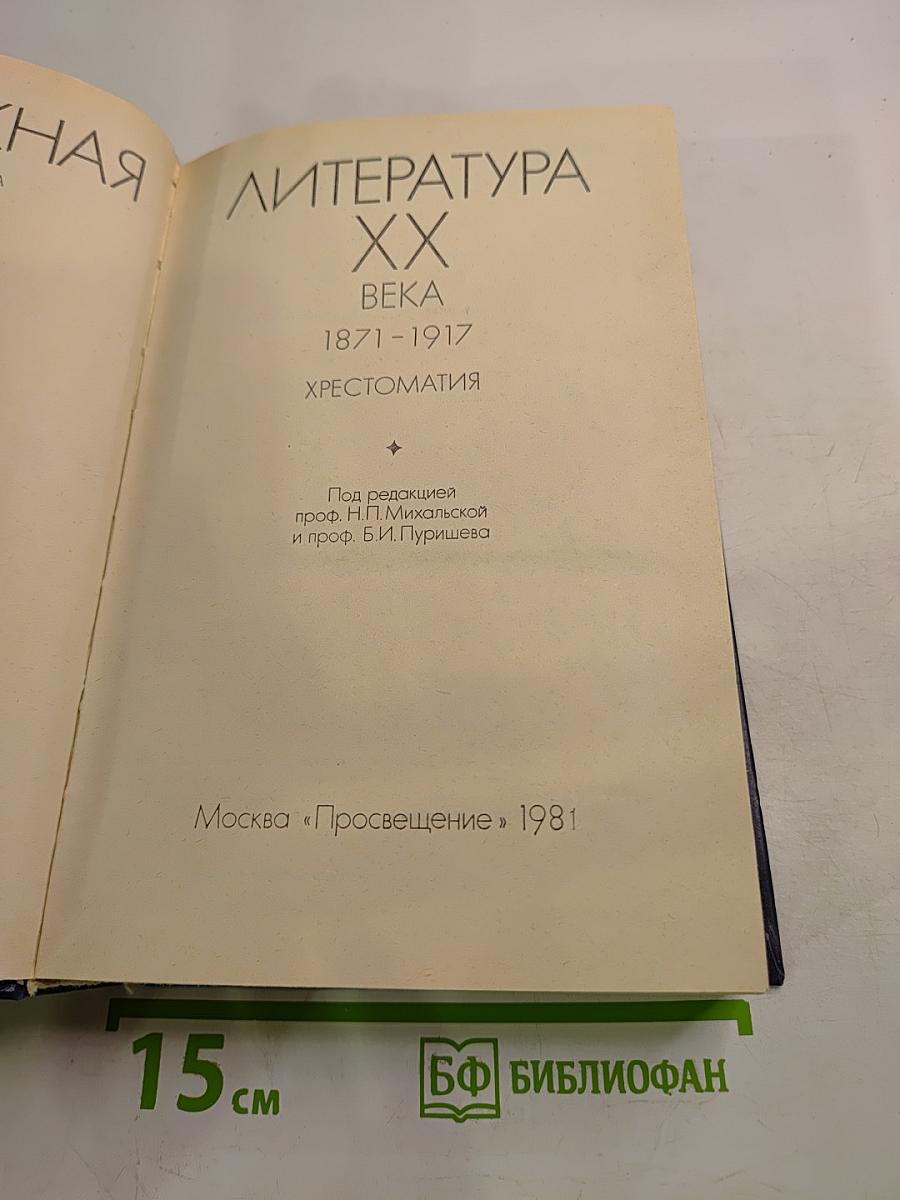 ЖНАЯ
ЛИТЕРАТУРА
XX
ВЕКА
1871–1917
ХРЕСТОМАТИЯ
Под редакцией
проф. Н.П. Михальской
и проф. Б.И. Пуришева
Москва «Просвещение» 1981
15 см
БФ БИБЛИОФАН